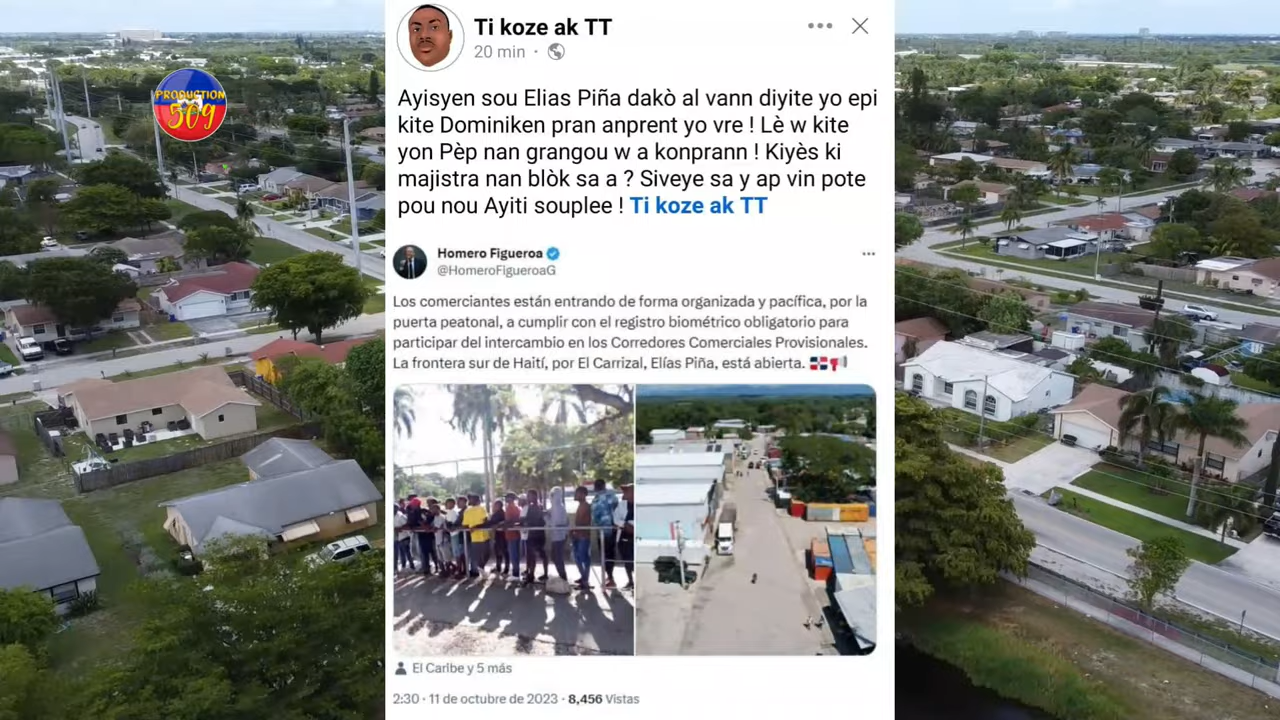 PRODUCTION
509
Ti koze ak TT
20 min ·
Ayisyen sou Elias Piña dakò al vann diyite yo epi
kite Dominiken pran anprent yo vre ! Lè w kite
yon Pèp nan grangou w a konprann ! Kiyès ki
majistra nan blòk sa a ? Siveye sa y ap vin pote
pou nou Ayiti souplee ! Ti koze ak TT
Homero Figueroa
@HomeroFigueroaG
Los comerciantes están entrando de forma organizada y pacífica, por la
puerta peatonal, a cumplir con el registro biométrico obligatorio para
participar del intercambio en los Corredores Comerciales Provisionales.
La frontera sur de Haití, por El Carrizal, Elías Piña, está abierta.
El Caribe y 5 más
2:30 · 11 de octubre de 2023 · 8,456 Vistas